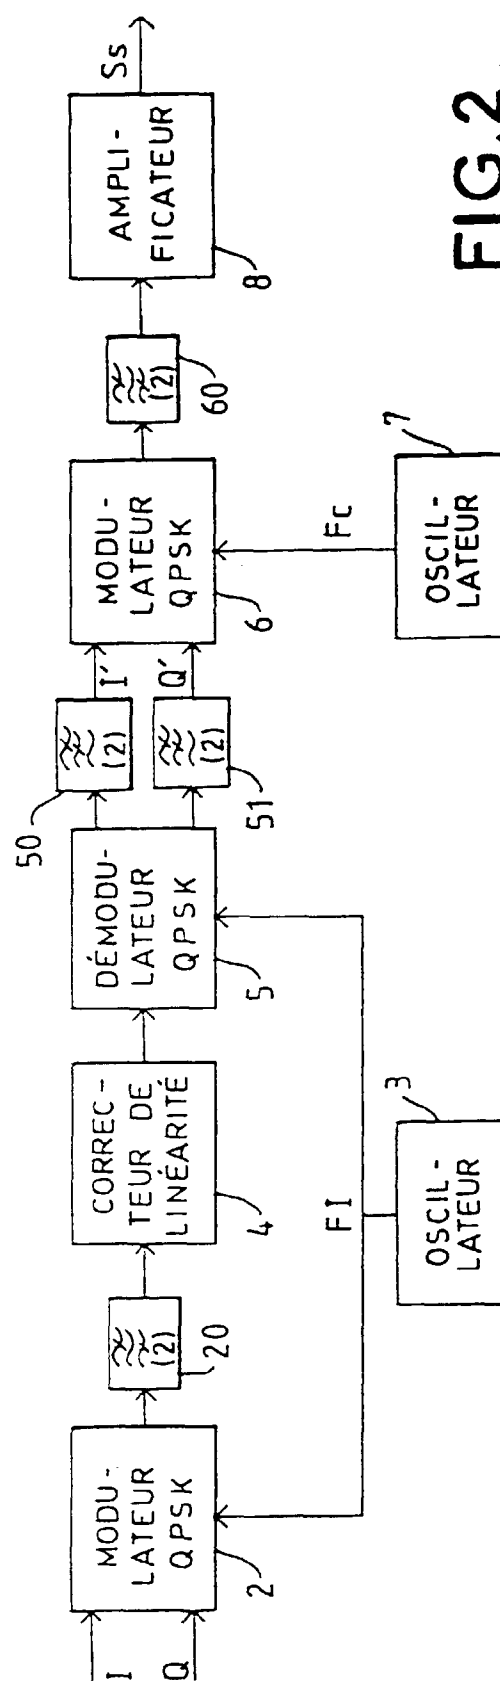 I
Q
MODU-
LATEUR
QPSK
2
(2)
20
CORREC-
TEUR DE
LINÉARITÉ
4
DÉMODU-
LATEUR
QPSK
5
50
(2)
I'
(2)
51
Q'
MODU-
LATEUR
QPSK
6
(2)
60
AMPLI-
FICATEUR
8
Ss
FI
OSCIL-
LATEUR
3
Fc
OSCIL-
LATEUR
7
FIG.2